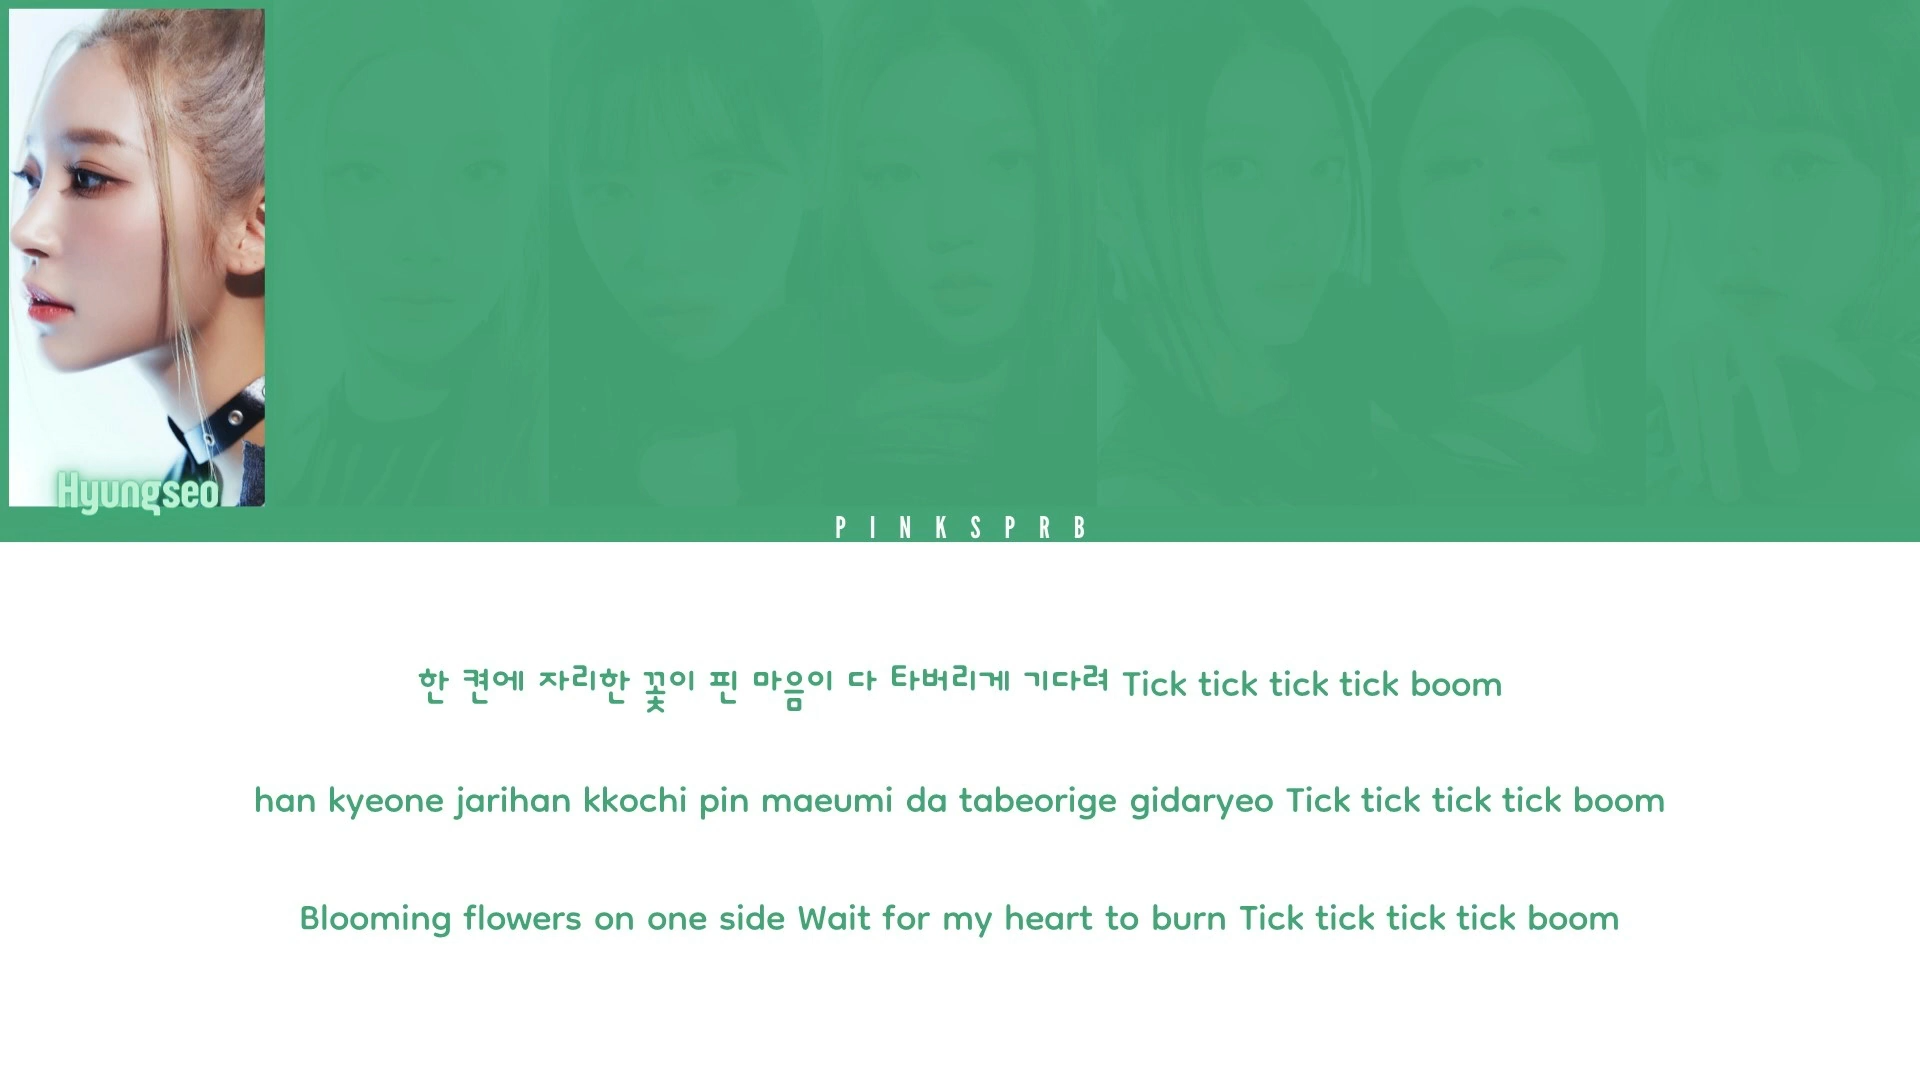 Hyungseo
PINKSPRB
한 켠에 자리한 꽃이 핀 마음이 다 타버리게 기다려 Tick tick tick tick boom
han kyeone jarihan kkochi pin maeumi da tabeorige gidaryeo Tick tick tick tick boom
Blooming flowers on one side Wait for my heart to burn Tick tick tick tick boom